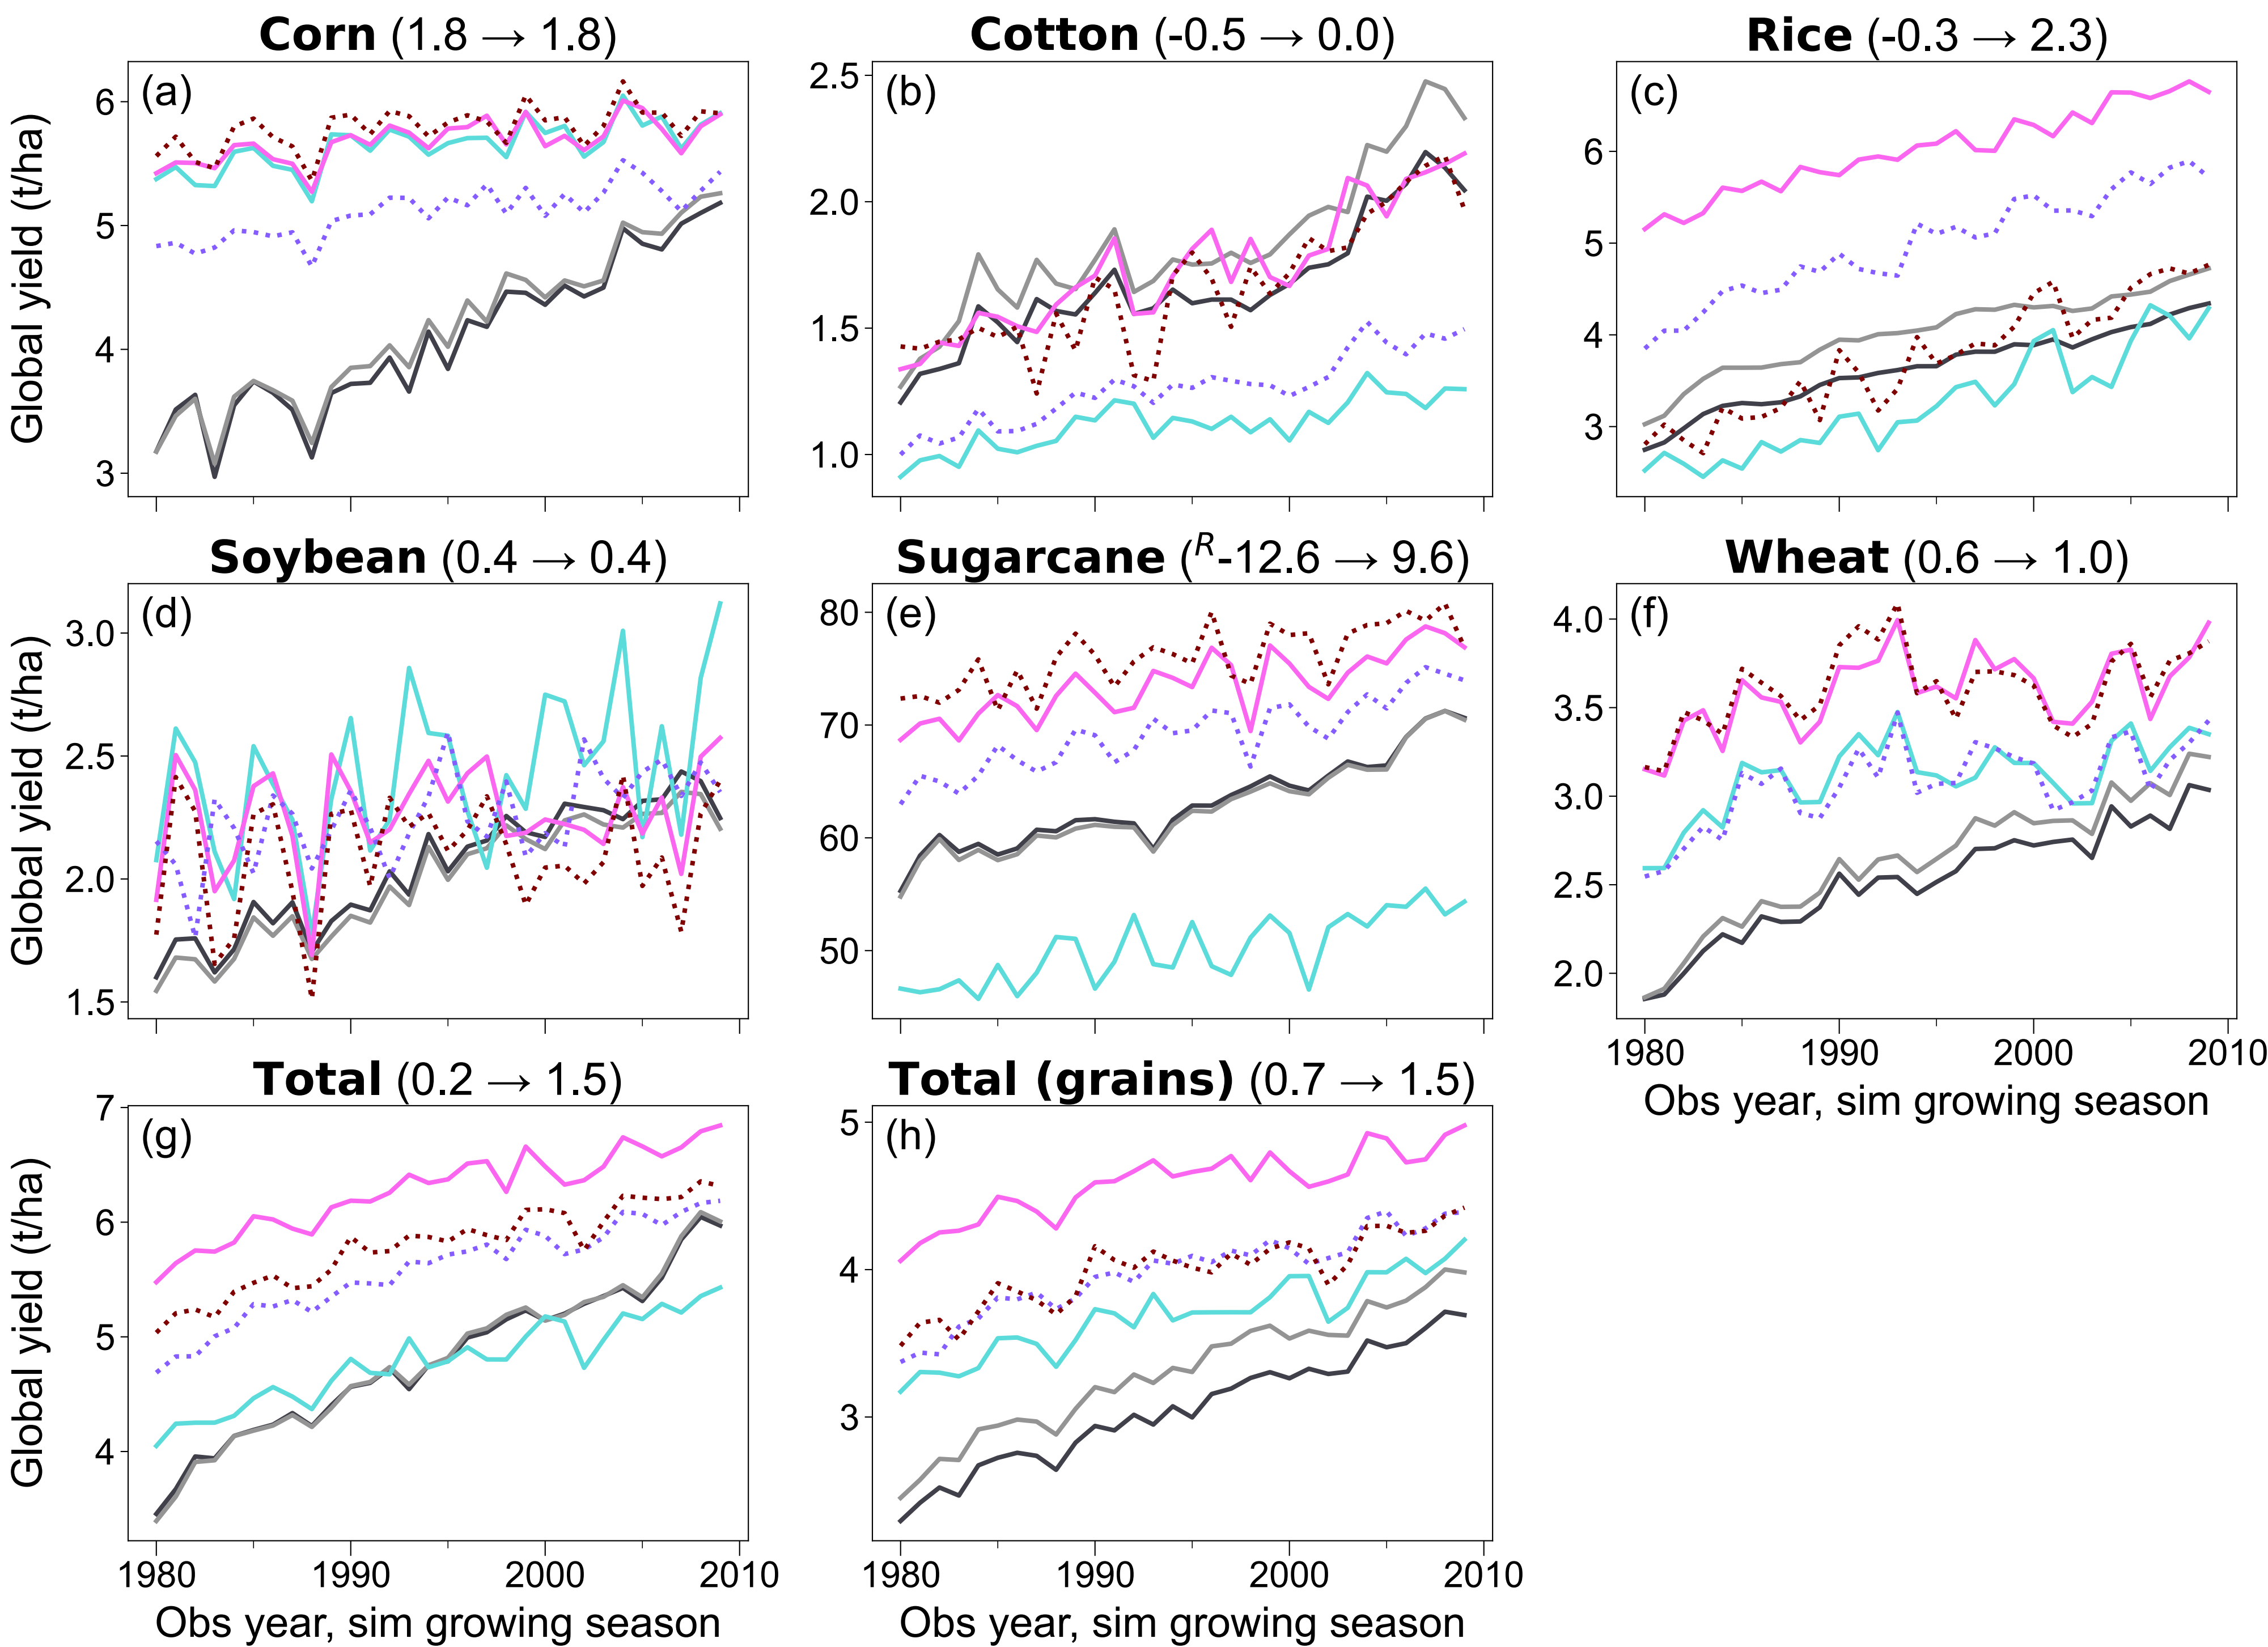 Corn (1.8 → 1.8)
Cotton (-0.5 → 0.0)
Rice (-0.3 → 2.3)
(a)
(b)
(c)
Global yield (t/ha)
6
5
4
3
2.5
2.0
1.5
1.0
6
5
4
3
Soybean (0.4 → 0.4)
Sugarcane (R-12.6 → 9.6)
Wheat (0.6 → 1.0)
(d)
(e)
(f)
Global yield (t/ha)
3.0
2.5
2.0
1.5
80
70
60
50
4.0
3.5
3.0
2.5
2.0
1980 1990 2000 2010
Obs year, sim growing season
Total (0.2 → 1.5)
Total (grains) (0.7 → 1.5)
(g)
(h)
Global yield (t/ha)
7
6
5
4
5
4
3
1980 1990 2000 2010
1980 1990 2000 2010
Obs year, sim growing season
Obs year, sim growing season